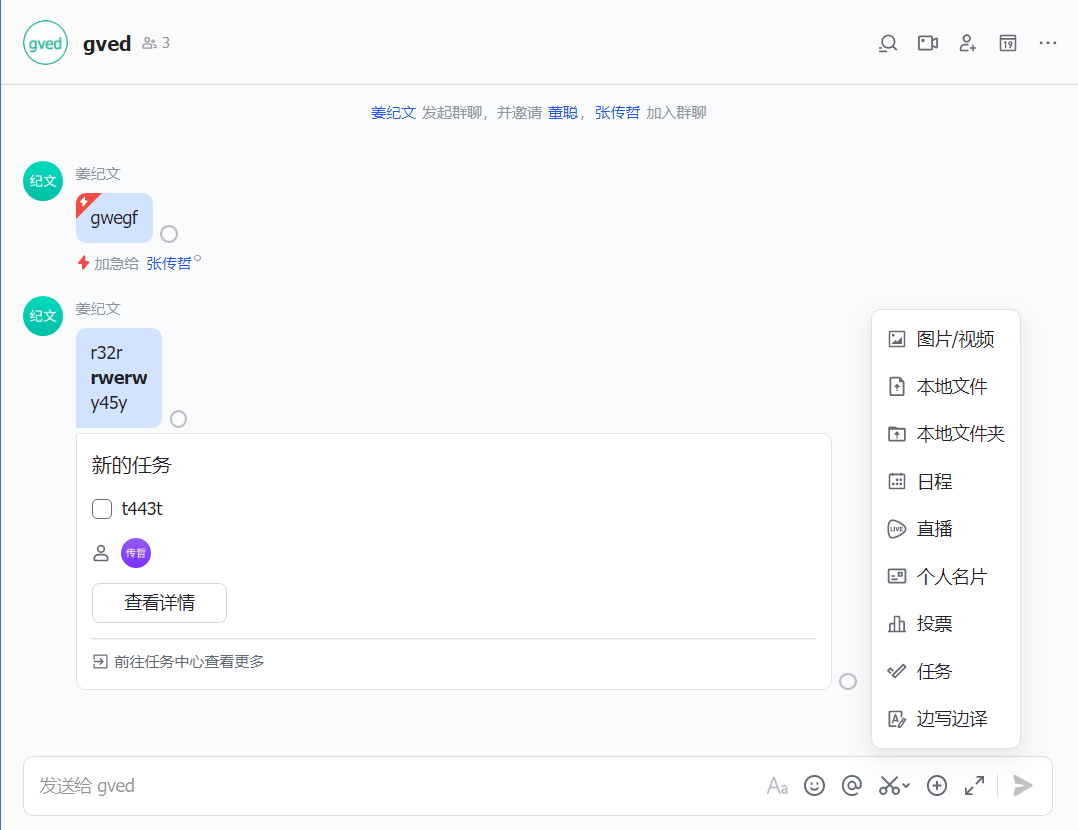 gved
gved
3
19
姜纪文 发起群聊，并邀请 董聪，张传哲 加入群聊
纪文
姜纪文
gwegf
加急给 张传哲
纪文
姜纪文
r32r
rwerw
y45y
新的任务
t443t
传哲
查看详情
前往任务中心查看更多
图片/视频
本地文件
本地文件夹
日程
LIVE
直播
个人名片
投票
任务
边写边译
发送给 gved
Aa